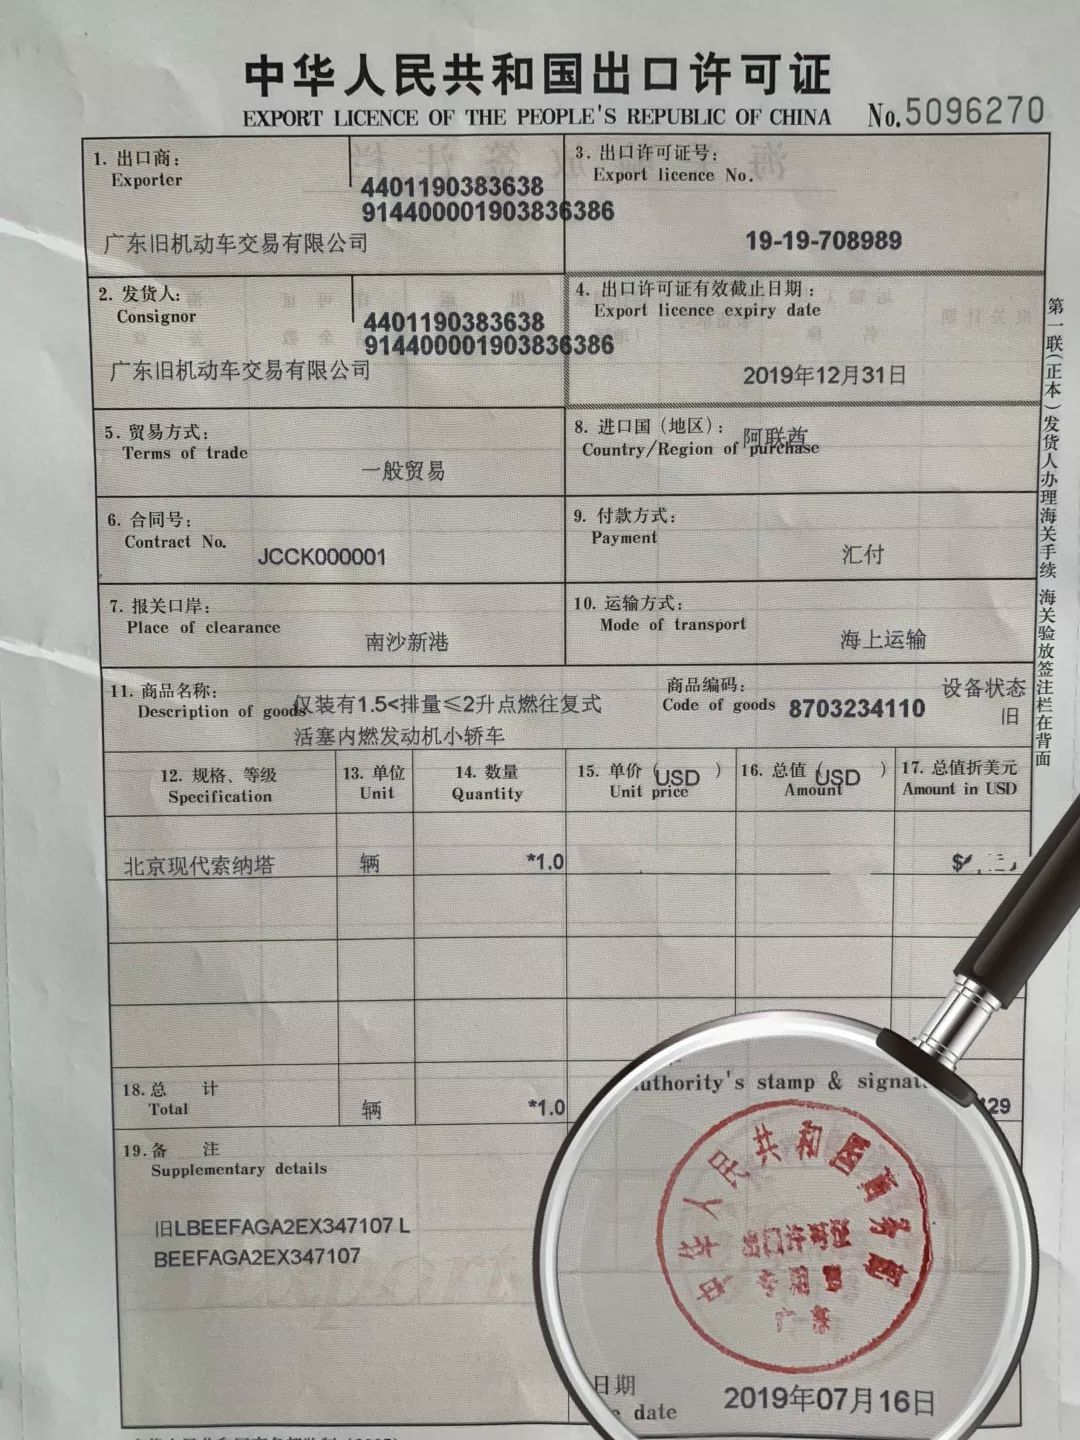 中华人民共和国出口许可证
EXPORT LICENCE OF THE PEOPLE'S REPUBLIC OF CHINA
No.5096270
1. 出口商：
Exporter
4401190383638
914400001903836386
广东旧机动车交易有限公司
3. 出口许可证号：
Export licence No.
19-19-708989
2. 发货人：
Consignor
4401190383638
914400001903836386
广东旧机动车交易有限公司
4. 出口许可证有效截止日期：
Export licence expiry date
2019年12月31日
5. 贸易方式：
Terms of trade
一般贸易
8. 进口国（地区）：
阿联酋
Country/Region of purchase
6. 合同号：
Contract No.
JCCK000001
9. 付款方式：
Payment
汇付
7. 报关口岸：
Place of clearance
南沙新港
10. 运输方式：
Mode of transport
海上运输
11. 商品名称：
Description of goods
仅装有1.5<排量≤2升点燃往复式
活塞内燃发动机小轿车
商品编码：
Code of goods 8703234110
设备状态
旧
12. 规格、等级
Specification
13. 单位
Unit
14. 数量
Quantity
15. 单价（USD）
Unit price
16. 总值（USD）
Amount
17. 总值折美元
Amount in USD
北京现代索纳塔
辆
*1.0
$
18. 总 计
Total
辆
*1.0
129
19. 备 注
Supplementary details
旧LBEEFAGA2EX347107 L
BEEFAGA2EX347107
authority's stamp & signat
中华人民共和国商务部
出口许可证
专用章
广东
日期
date
2019年07月16日
第一联（正本）发货人办理海关手续 海关验放签注栏在背面